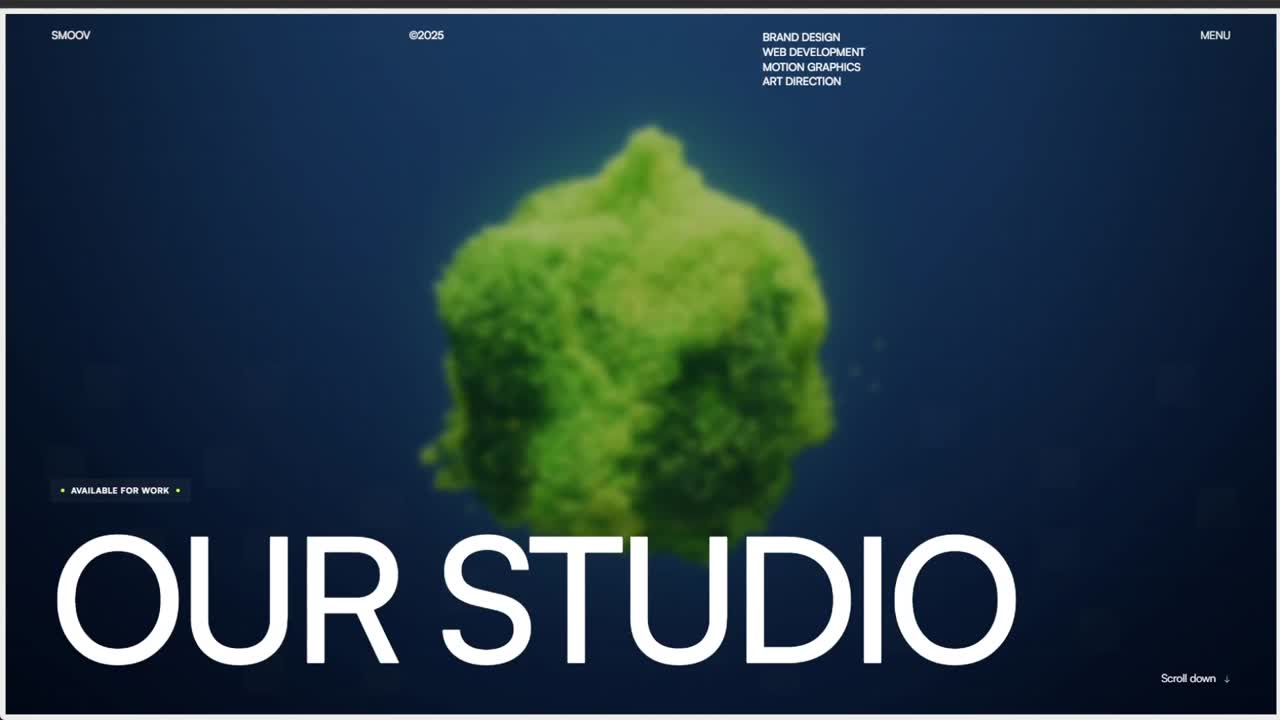 SMOOV
©2025
BRAND DESIGN
WEB DEVELOPMENT
MOTION GRAPHICS
ART DIRECTION
MENU
AVAILABLE FOR WORK
OUR STUDIO
Scroll down ↓